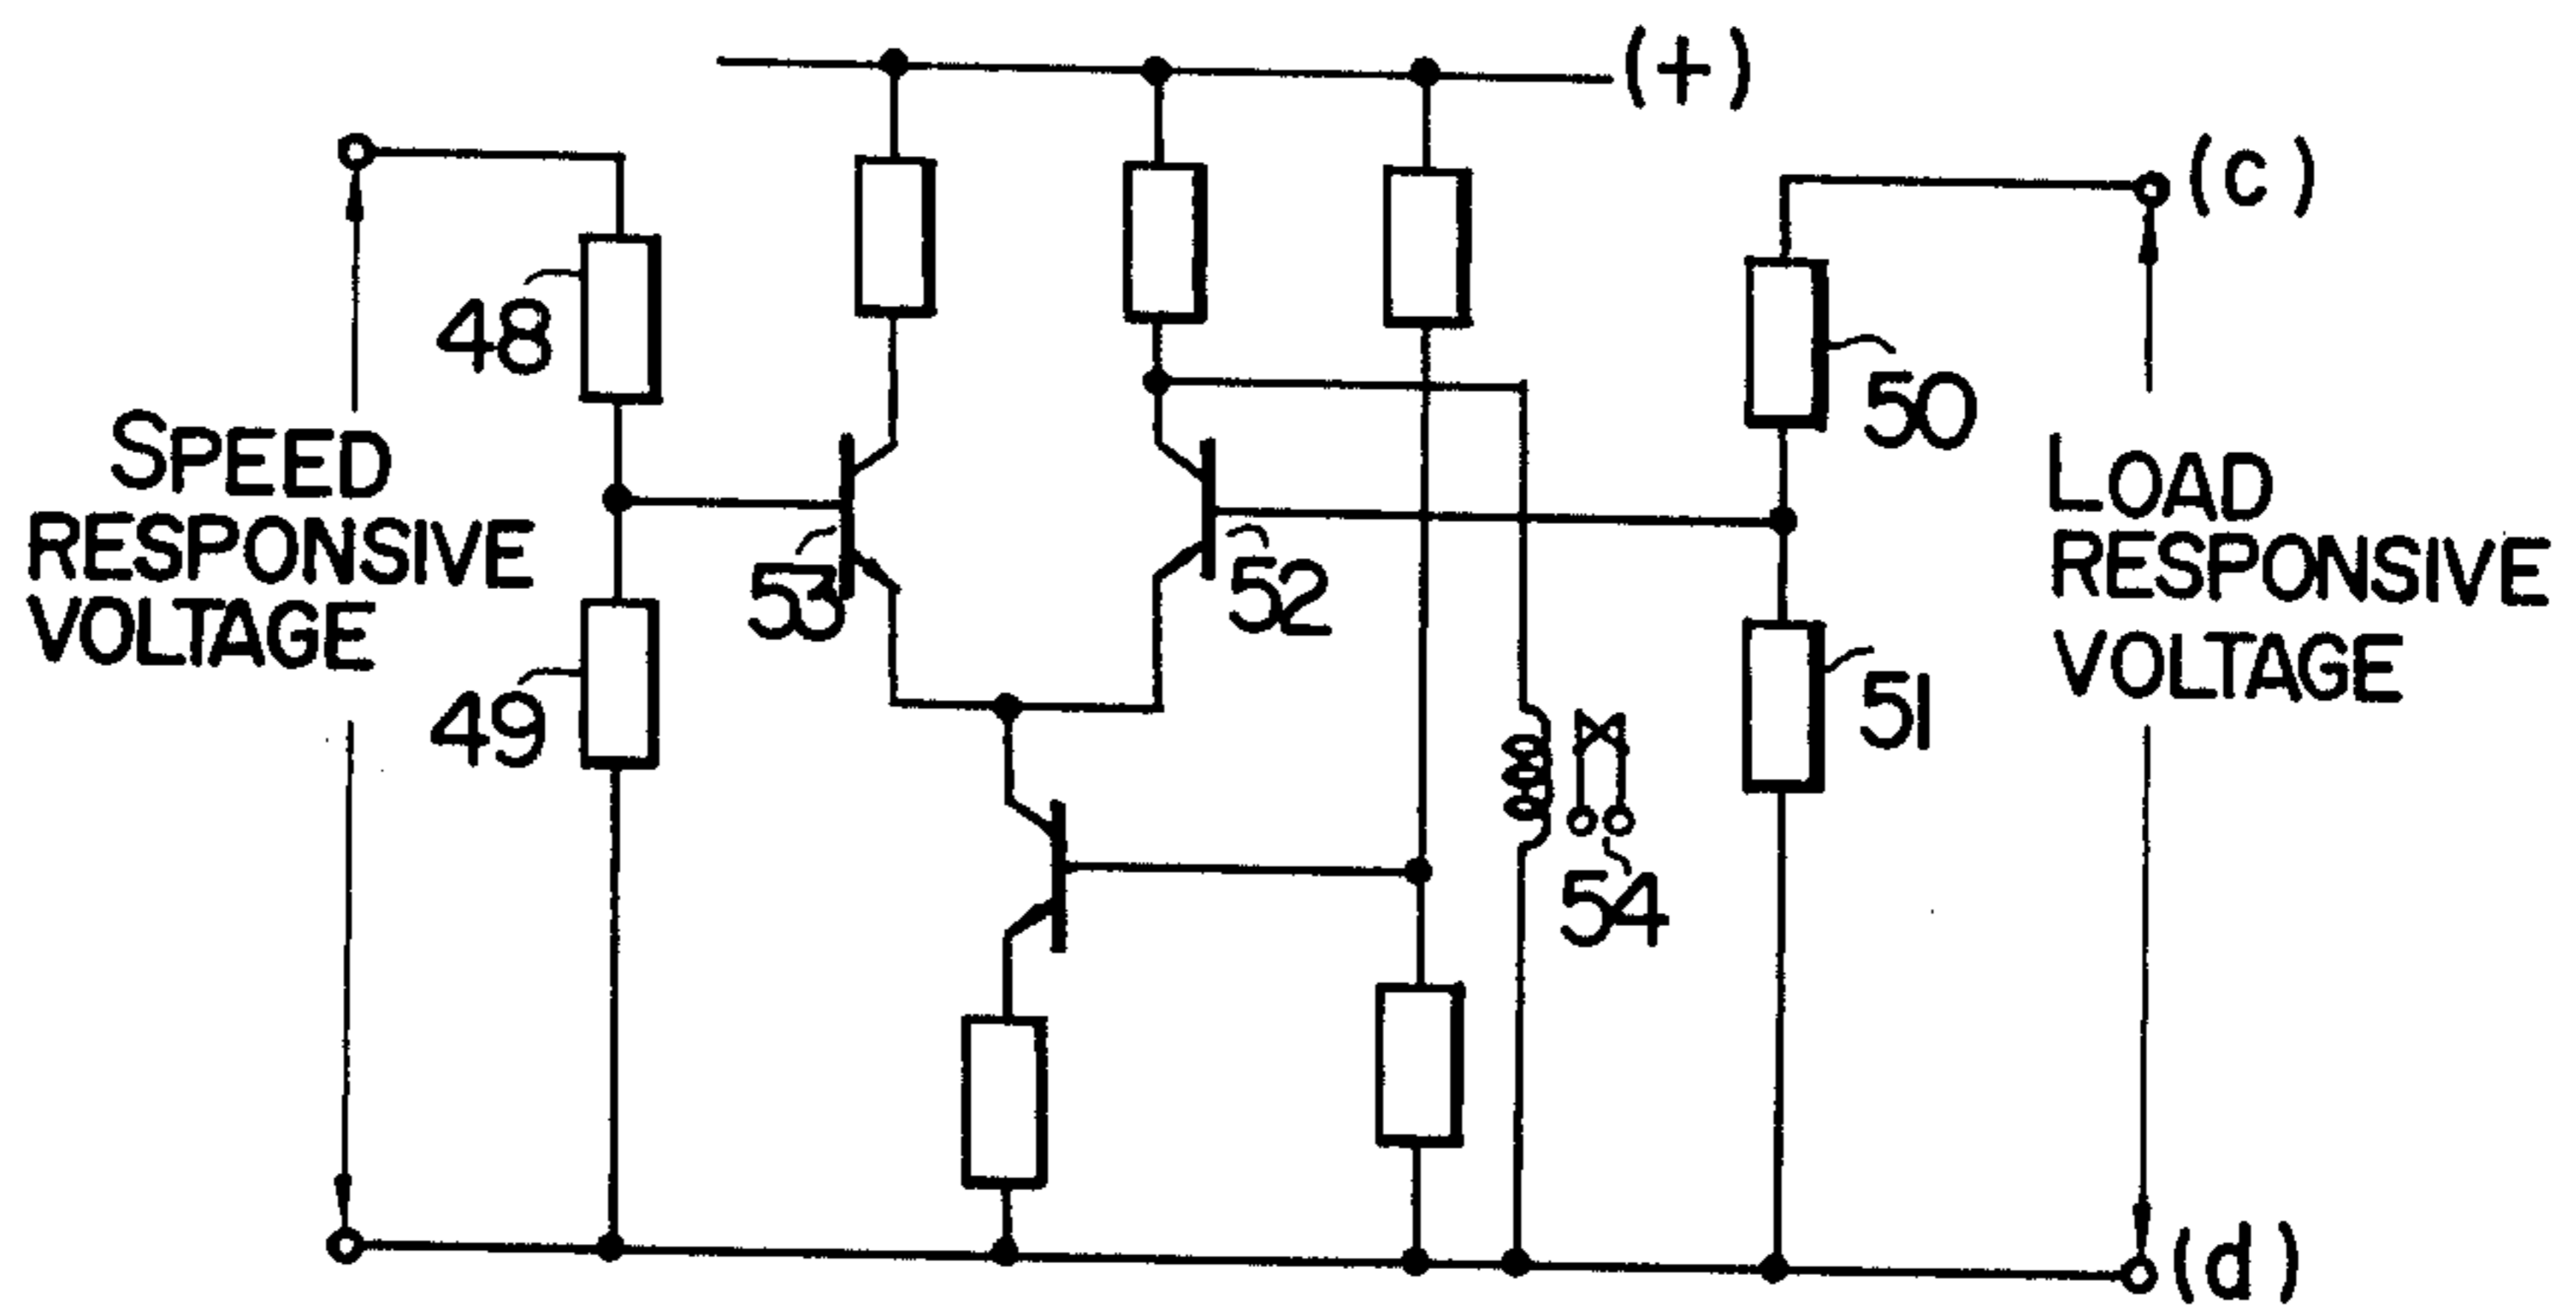 (+)
(c)
48
50
SPEED
RESPONSIVE
VOLTAGE
LOAD
RESPONSIVE
VOLTAGE
53
52
49
51
54
(d)